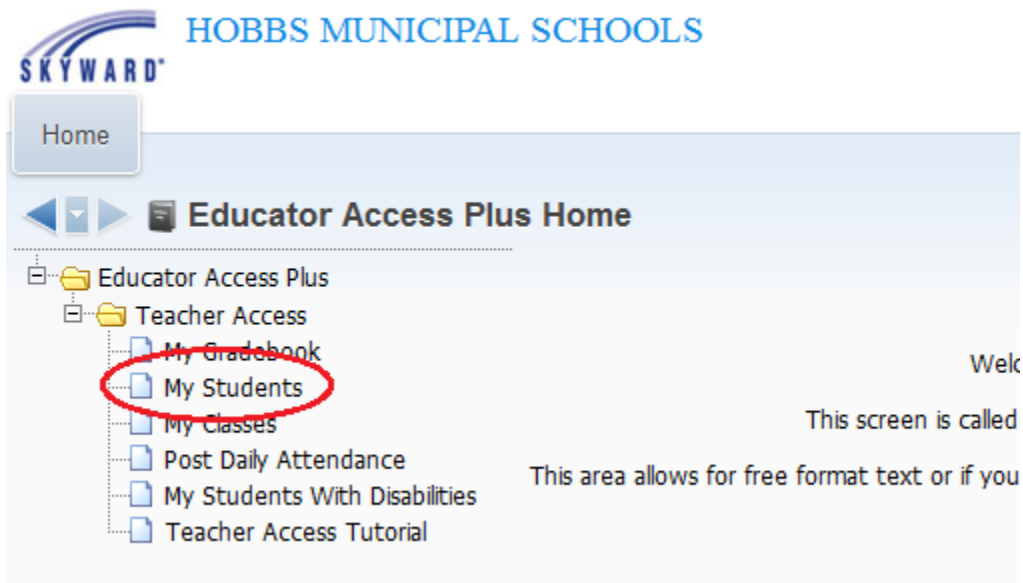 HOBBS MUNICIPAL SCHOOLS
SKYWARD®
Home
Educator Access Plus Home
Educator Access Plus
Teacher Access
My Gradebook
My Students
My Classes
Post Daily Attendance
My Students With Disabilities
Teacher Access Tutorial
Welc
This screen is called
This area allows for free format text or if you